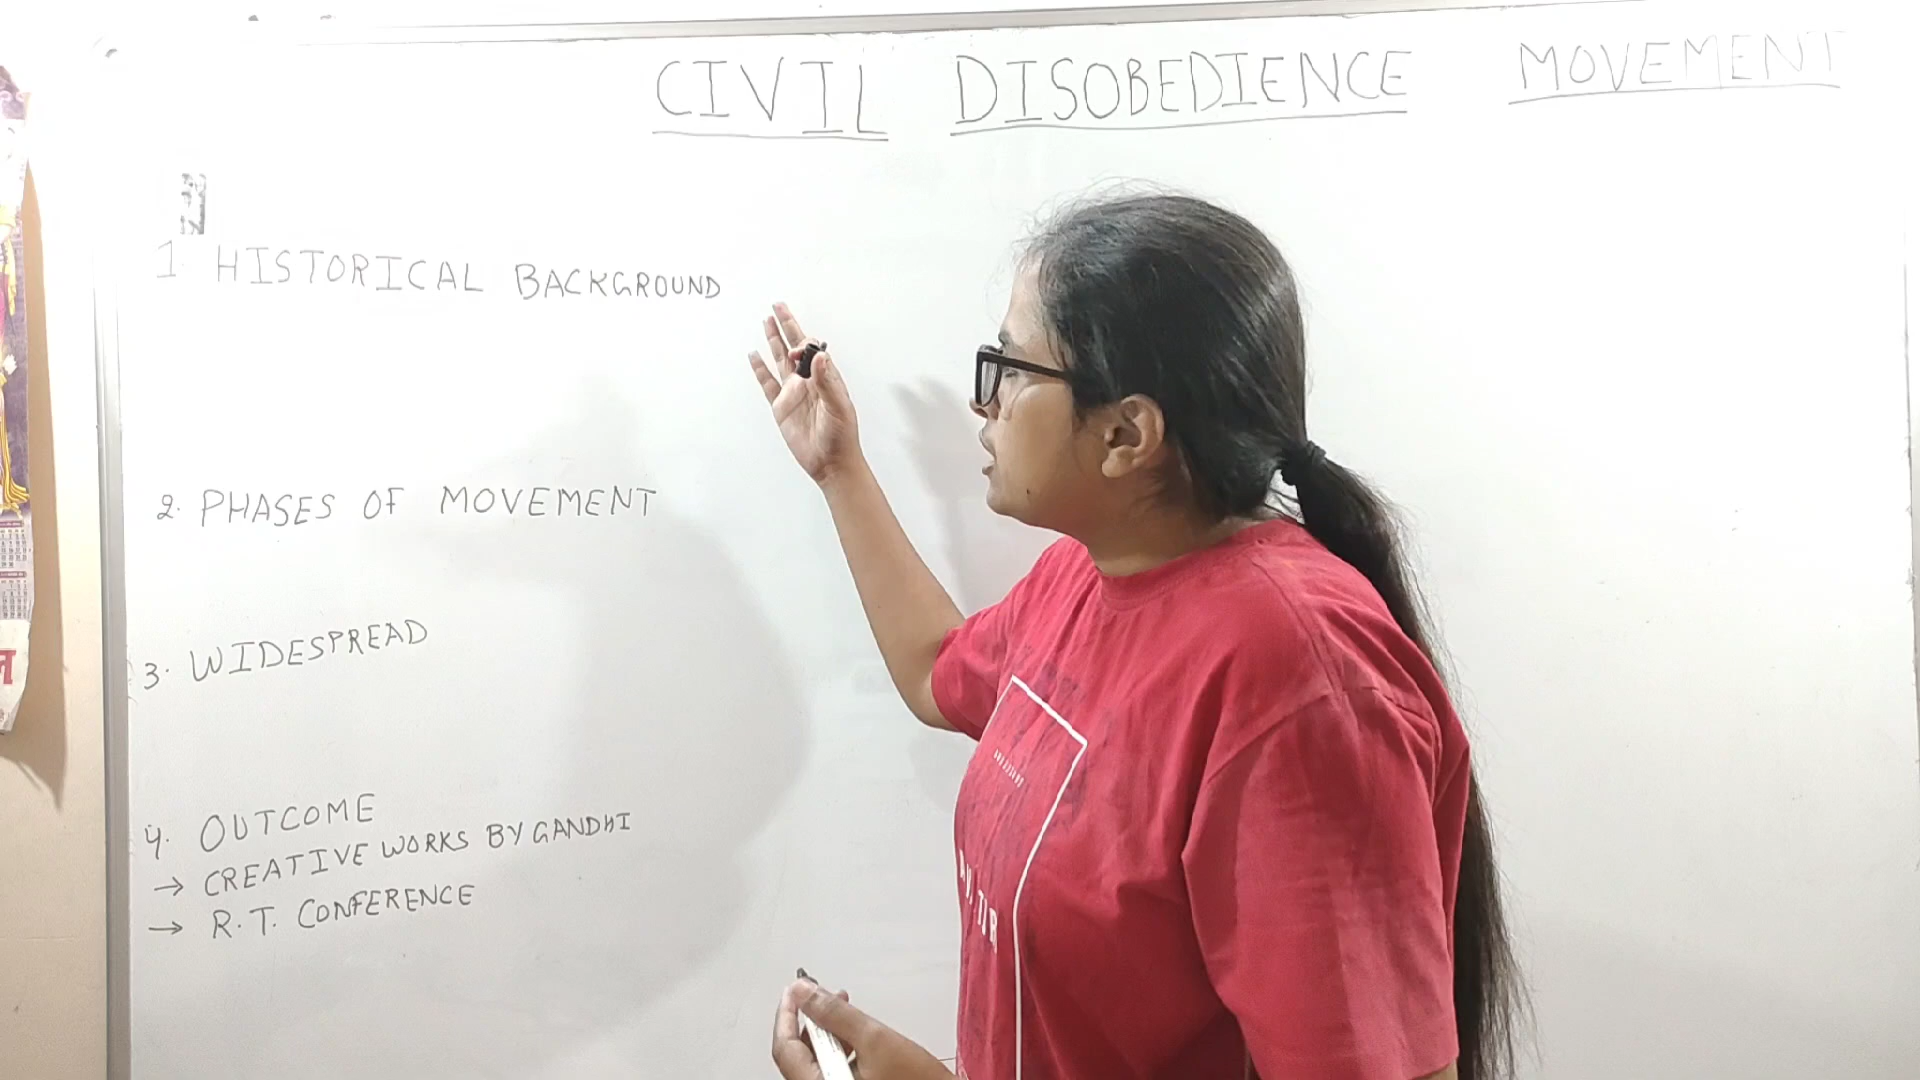 CIVIL DISOBEDIENCE MOVEMENT
1 HISTORICAL BACKGROUND
2. PHASES OF MOVEMENT
3. WIDESPREAD
4. OUTCOME
→ CREATIVE WORKS BY GANDHI
→ R.T. CONFERENCE